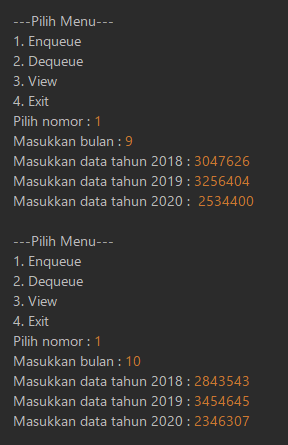 ---Pilih Menu---
1. Enqueue
2. Dequeue
3. View
4. Exit
Pilih nomor : 1
Masukkan bulan : 9
Masukkan data tahun 2018 : 3047626
Masukkan data tahun 2019 : 3256404
Masukkan data tahun 2020 :  2534400

---Pilih Menu---
1. Enqueue
2. Dequeue
3. View
4. Exit
Pilih nomor : 1
Masukkan bulan : 10
Masukkan data tahun 2018 : 2843543
Masukkan data tahun 2019 : 3454645
Masukkan data tahun 2020 : 2346307